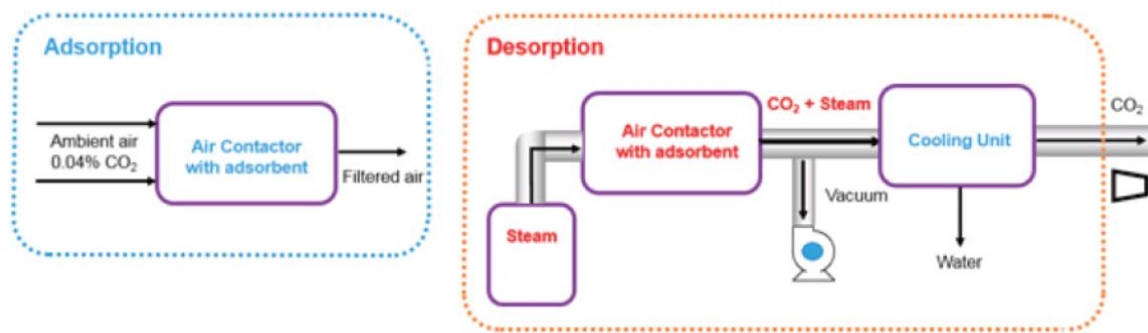 Adsorption
Ambient air
0.04% CO₂
Air Contactor
with adsorbent
Filtered air
Desorption
Steam
Air Contactor
with adsorbent
CO₂ + Steam
Vacuum
Cooling Unit
Water
CO₂